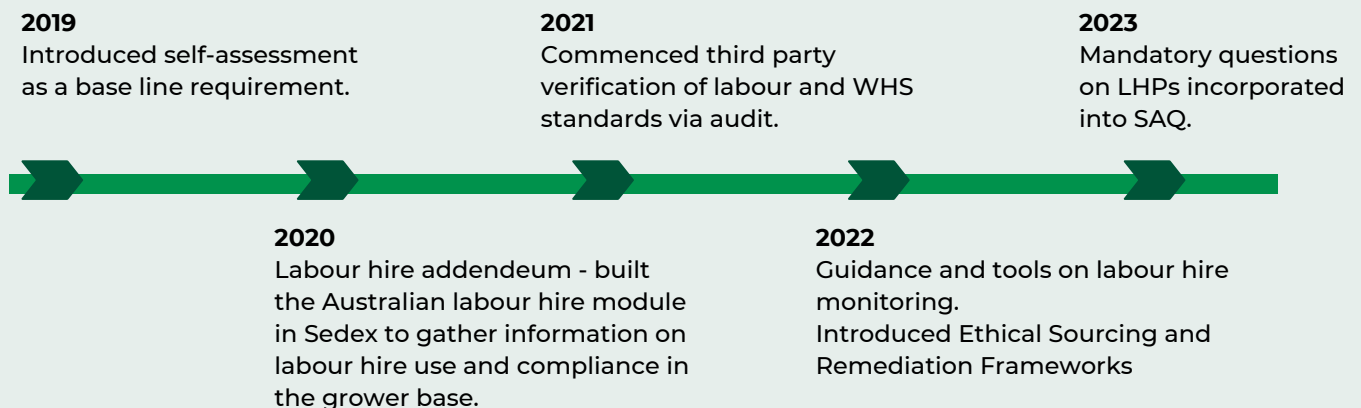 2019
Introduced self-assessment
as a base line requirement.
2020
Labour hire addendeum - built
the Australian labour hire module
in Sedex to gather information on
labour hire use and compliance in
the grower base.
2021
Commenced third party
verification of labour and WHS
standards via audit.
2022
Guidance and tools on labour hire
monitoring.
Introduced Ethical Sourcing and
Remediation Frameworks
2023
Mandatory questions
on LHPs incorporated
into SAQ.